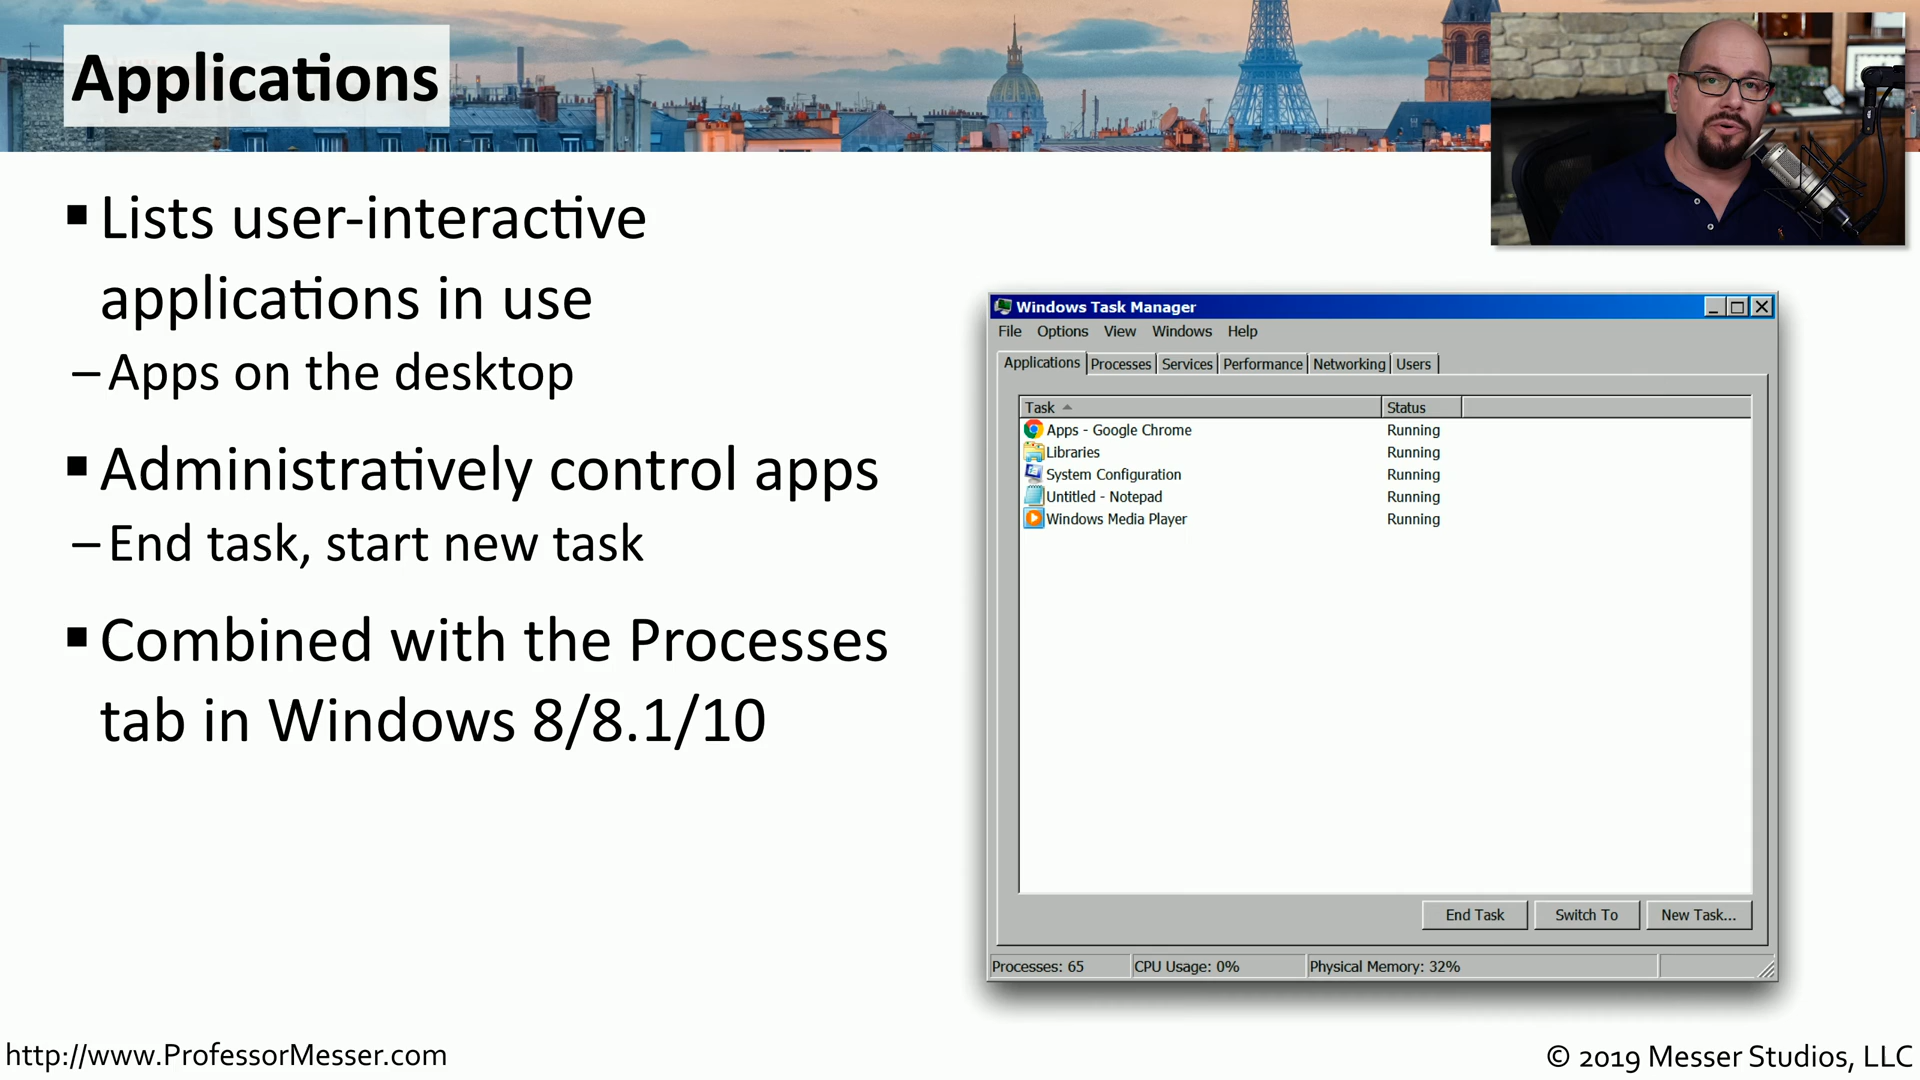 Applications
▪ Lists user-interactive
applications in use
– Apps on the desktop
▪ Administratively control apps
– End task, start new task
▪ Combined with the Processes
tab in Windows 8/8.1/10
Windows Task Manager
File Options View Windows Help
Applications Processes Services Performance Networking Users
Task Status
Apps - Google Chrome Running
Libraries Running
System Configuration Running
Untitled - Notepad Running
Windows Media Player Running
End Task Switch To New Task...
Processes: 65 CPU Usage: 0% Physical Memory: 32%
http://www.ProfessorMesser.com
© 2019 Messer Studios, LLC